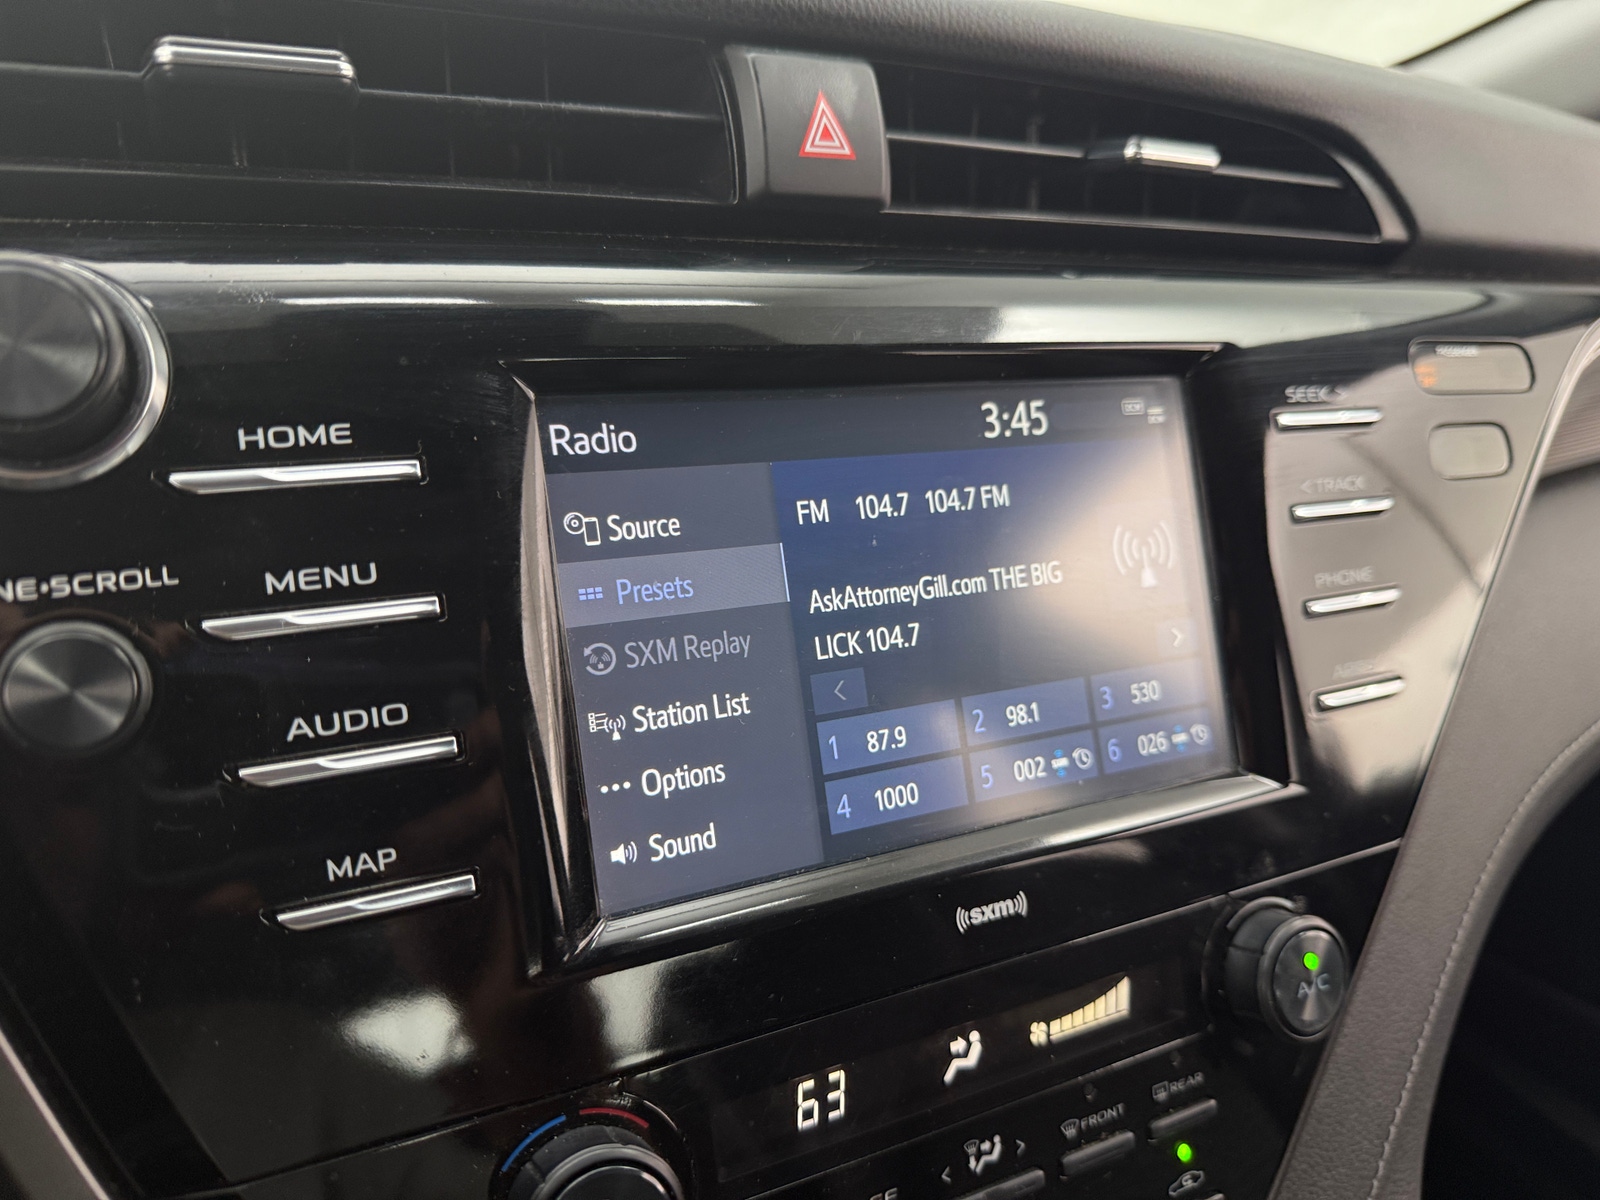 HOME
NE•SCROLL
MENU
AUDIO
MAP
Radio
3:45
Source
Presets
SXM Replay
Station List
Options
Sound
FM 104.7 104.7 FM
AskAttorneyGill.com THE BIG
LICK 104.7
<
>
1 87.9
2 98.1
3 530
4 1000
5 002
6 026
SEEK >
< TRACK
PHONE
((sxm))
A/C
63
FRONT
REAR
< >